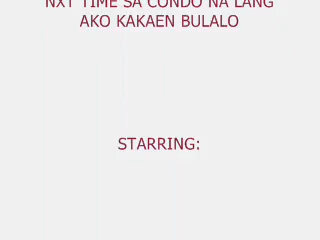 NXT TIME SA CONDO NA LANG
AKO KAKAEN BULALO
STARRING: